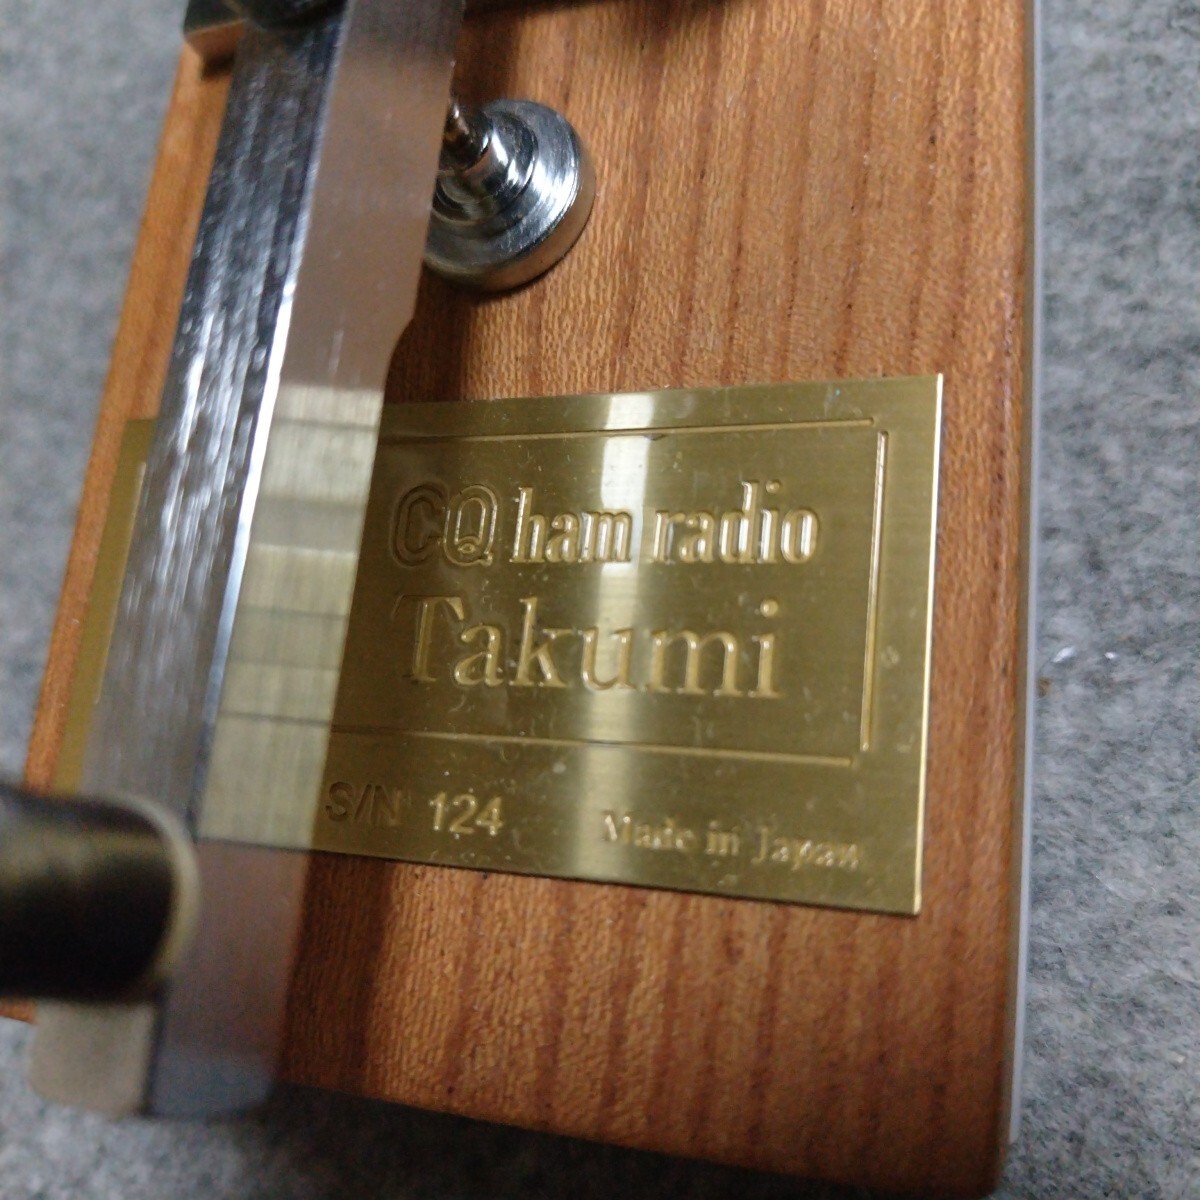 CQ ham radio
Takumi
S/N 124 Made in Japan